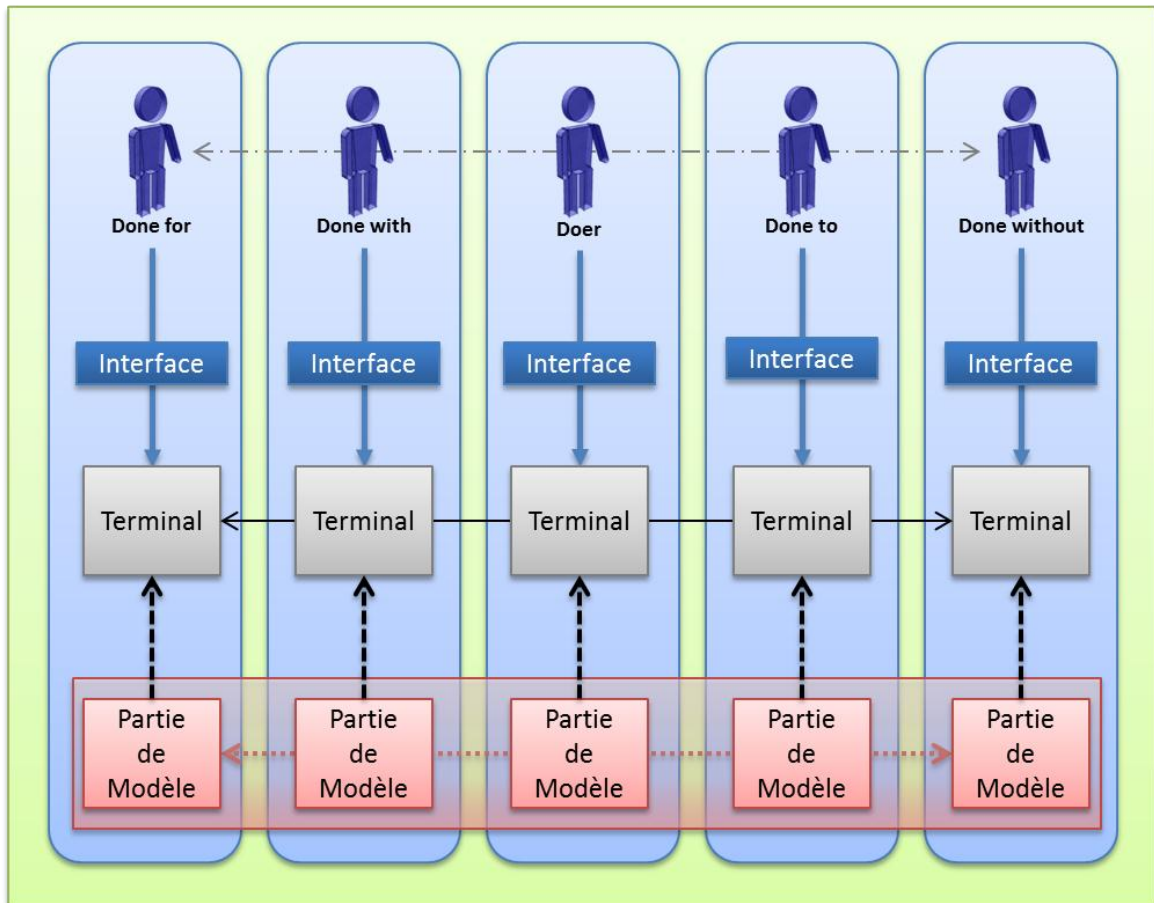 Done for
Done with
Doer
Done to
Done without
Interface
Interface
Interface
Interface
Interface
Terminal
Terminal
Terminal
Terminal
Terminal
Partie
de
Modèle
Partie
de
Modèle
Partie
de
Modèle
Partie
de
Modèle
Partie
de
Modèle